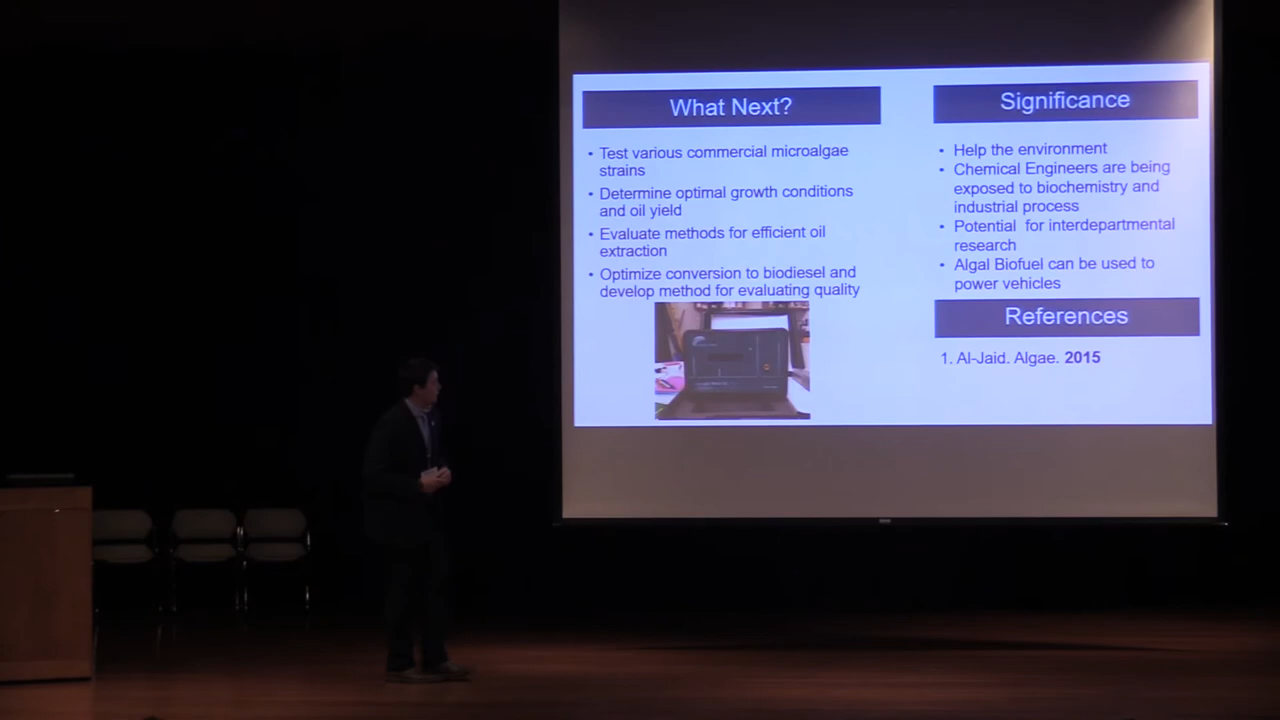 What Next?
• Test various commercial microalgae
strains
• Determine optimal growth conditions
and oil yield
• Evaluate methods for efficient oil
extraction
• Optimize conversion to biodiesel and
develop method for evaluating quality
Significance
• Help the environment
• Chemical Engineers are being
exposed to biochemistry and
industrial process
• Potential for interdepartmental
research
• Algal Biofuel can be used to
power vehicles
References
1. Al-Jaid. Algae. 2015